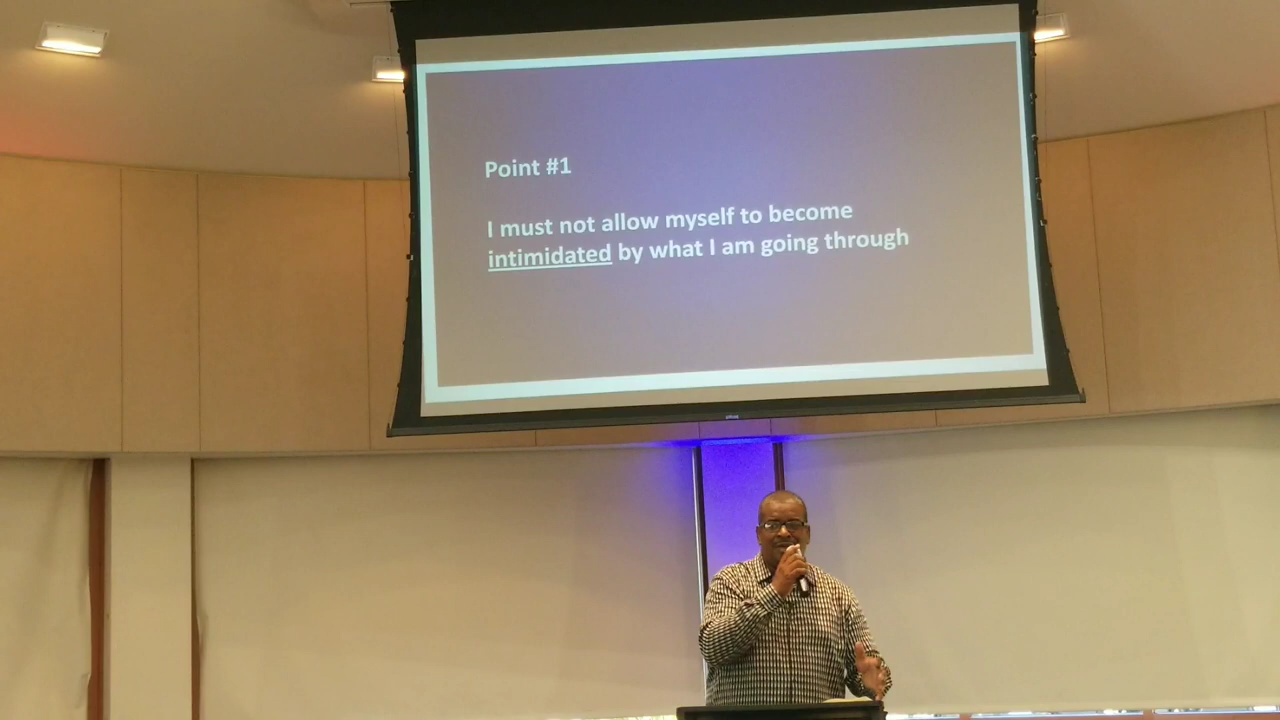 Point #1
I must not allow myself to become
intimidated by what I am going through